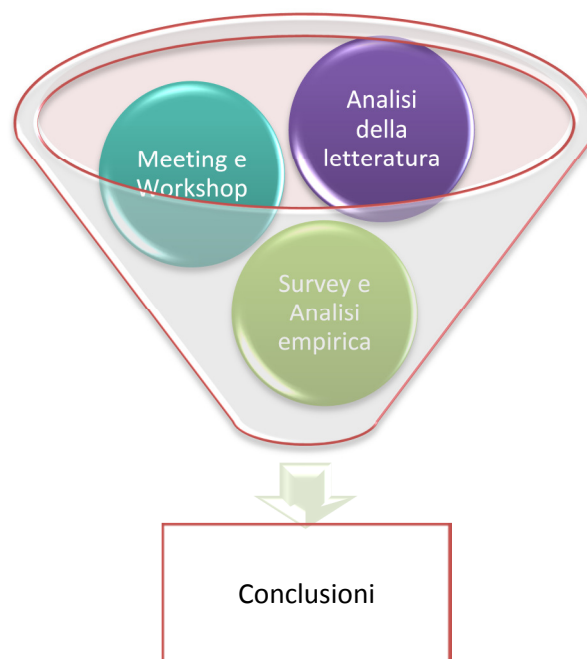 Analisi
della
letteratura
Meeting e
Workshop
Survey e
Analisi
empirica
Conclusioni